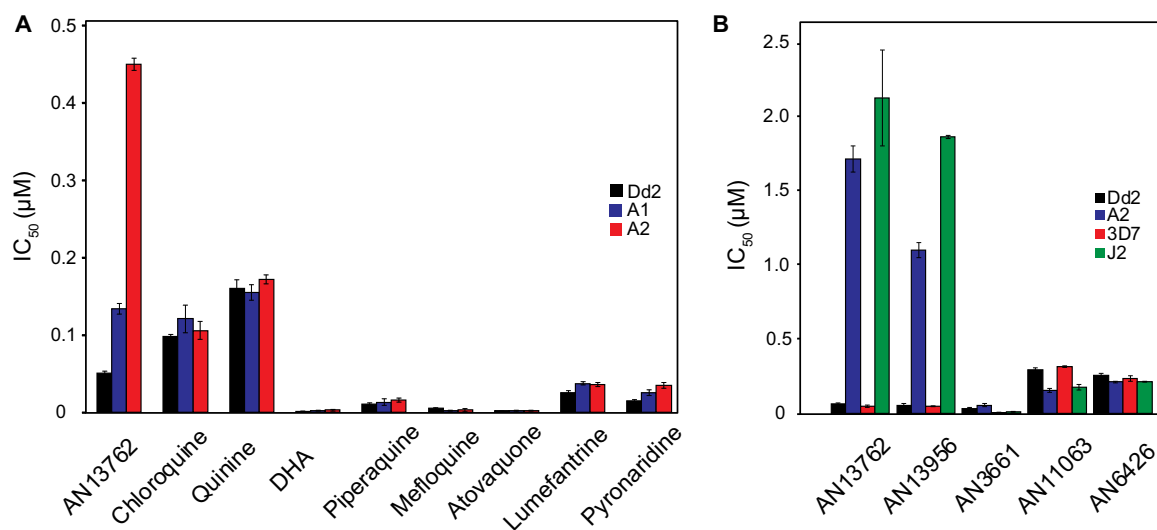 A
IC50 (μM)
0.5
0.4
0.3
0.2
0.1
0
Dd2
A1
A2
AN13762
Chloroquine
Quinine
DHA
Piperaquine
Mefloquine
Atovaquone
Lumefantrine
Pyronaridine
B
IC50 (μM)
2.5
2.0
1.5
1.0
0.5
0
Dd2
A2
3D7
J2
AN13762
AN13956
AN3661
AN11063
AN6426